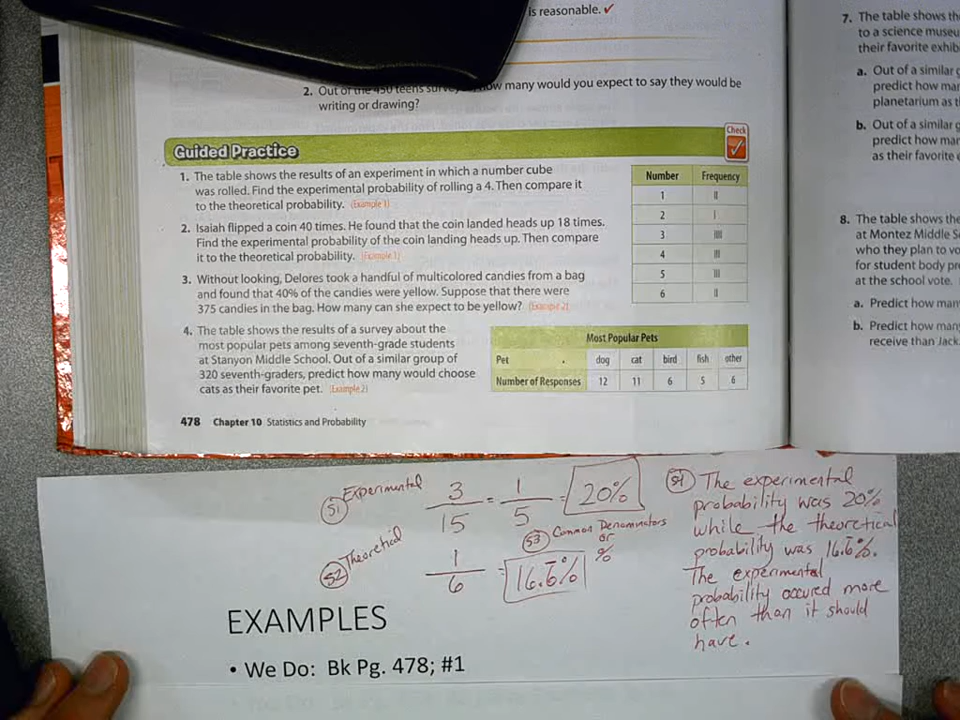 is reasonable. ✓
2. Out of the 450 teens how many would you expect to say they would be
writing or drawing?
Guided Practice
Check
1. The table shows the results of an experiment in which a number cube
was rolled. Find the experimental probability of rolling a 4. Then compare it
to the theoretical probability. (Example 1)
2. Isaiah flipped a coin 40 times. He found that the coin landed heads up 18 times.
Find the experimental probability of the coin landing heads up. Then compare
it to the theoretical probability. (Example 1)
3. Without looking, Delores took a handful of multicolored candies from a bag
and found that 40% of the candies were yellow. Suppose that there were
375 candies in the bag. How many can she expect to be yellow? (Example 2)
4. The table shows the results of a survey about the
most popular pets among seventh-grade students
at Stanyon Middle School. Out of a similar group of
320 seventh-graders, predict how many would choose
cats as their favorite pet. (Example 2)
Number Frequency
1 II
2 I
3 IIII
4 III
5 III
6 II
Most Popular Pets
Pet dog cat bird fish other
Number of Responses 12 11 6 5 6
478 Chapter 10 Statistics and Probability
7. The table shows the
to a science museu
their favorite exhib
a. Out of a similar g
predict how mar
planetarium as t
b. Out of a similar g
predict how mar
as their favorite
8. The table shows the
at Montez Middle S
who they plan to vo
for student body pr
at the school vote.
a. Predict how man
b. Predict how many
receive than Jack.
S1 Experimental 3/15 = 1/5 = 20%
S2 Theoretical 1/6 = 16.6̅%
S3 Common Denominators
or
%
S4 The experimental
probability was 20%
while the theoretical
probability was 16.6̅%.
The experimental
probability occured more
often than it should
have.
EXAMPLES
• We Do: Bk Pg. 478; #1